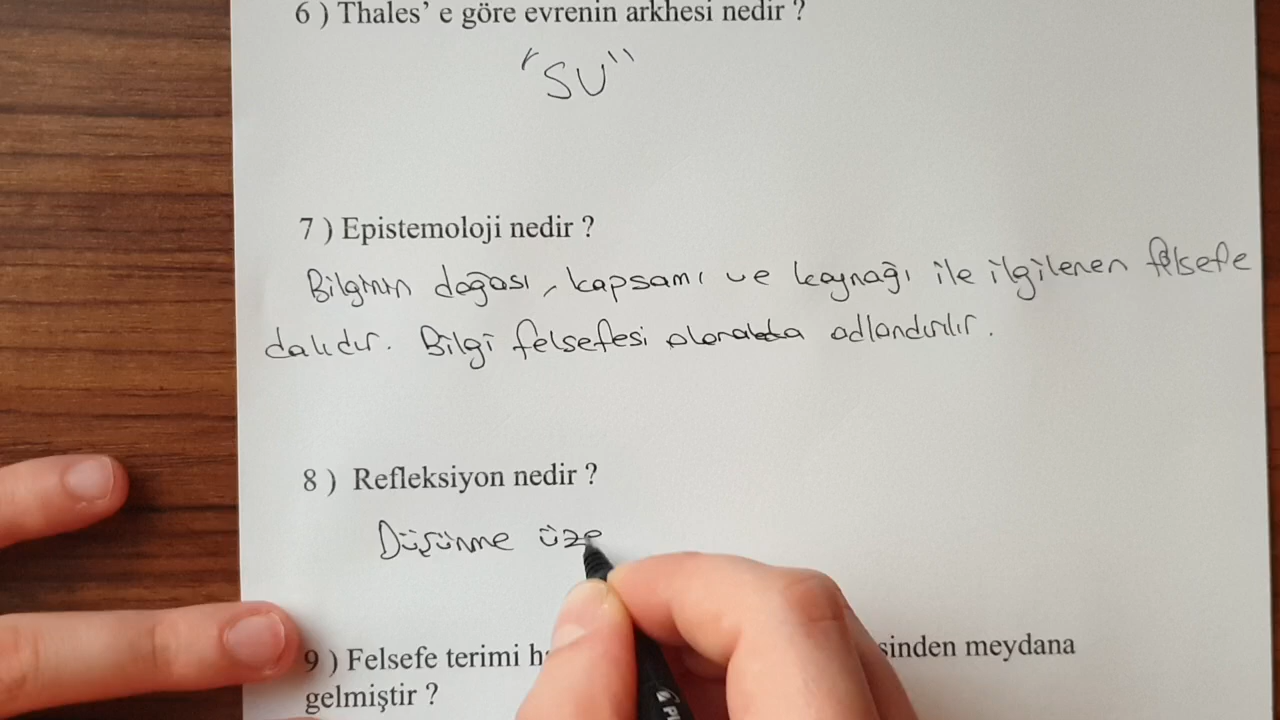 6 ) Thales’ e göre evrenin arkhesi nedir ?
"SU"
7 ) Epistemoloji nedir ?
Bilginin doğası, kapsamı ve kaynağı ile ilgilenen felsefe
dalıdır. Bilgi felsefesi olarakta adlandırılır.
8 ) Refleksiyon nedir ?
Düşünme üze
9 ) Felsefe terimi sinden meydana
gelmiştir ?